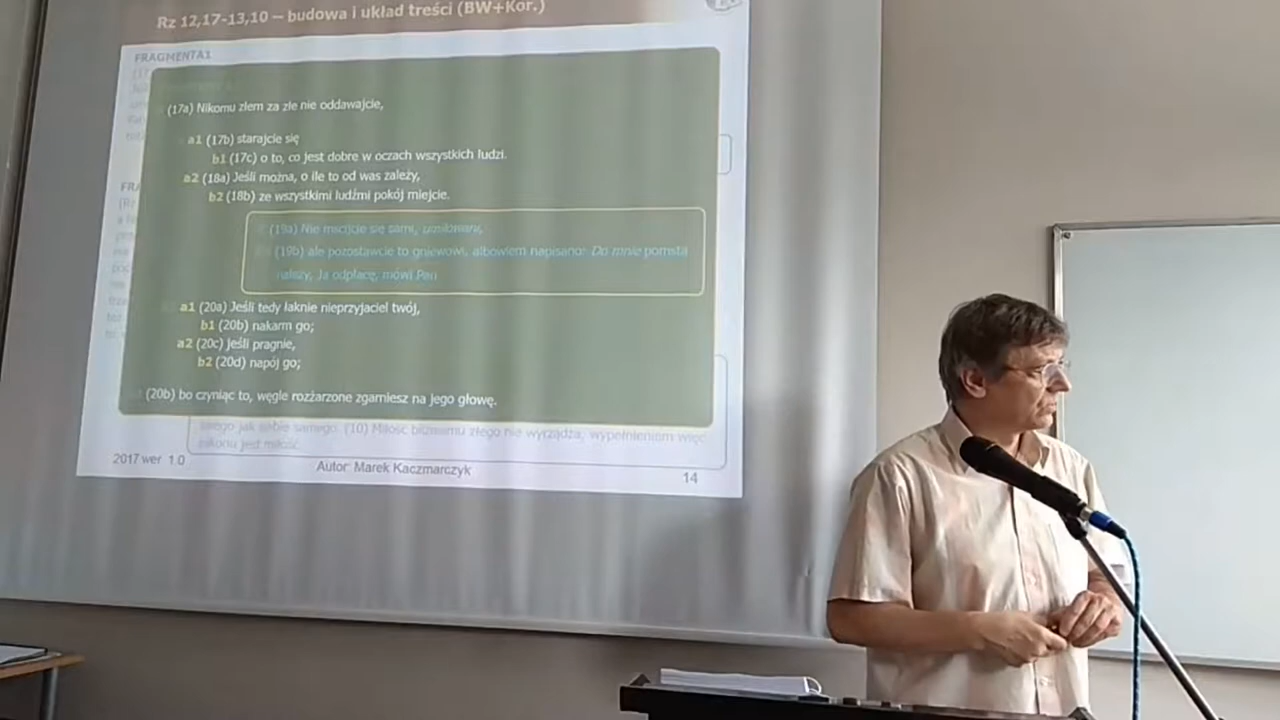 Rz 12,17-13,10 – budowa i układ treści (BW+Kor.)
FRAGMENTA1
(17a) Nikomu złem za złe nie oddawajcie,
a1 (17b) starajcie się
b1 (17c) o to, co jest dobre w oczach wszystkich ludzi.
a2 (18a) Jeśli można, o ile to od was zależy,
b2 (18b) ze wszystkimi ludźmi pokój miejcie.
(19a) Nie mścijcie się sami, umiłowani,
(19b) ale pozostawcie to gniewowi, albowiem napisano: Do mnie pomsta
należy, Ja odpłacę, mówi Pan
a1 (20a) Jeśli tedy łaknie nieprzyjaciel twój,
b1 (20b) nakarm go;
a2 (20c) jeśli pragnie,
b2 (20d) napój go;
(20b) bo czyniąc to, węgle rozżarzone zgarniesz na jego głowę.
jak siebie samego. (10) Miłość bliźniemu złego nie wyrządza; wypełnieniem więc
zakonu jest miłość
2017 wer 1.0
Autor: Marek Kaczmarczyk
14